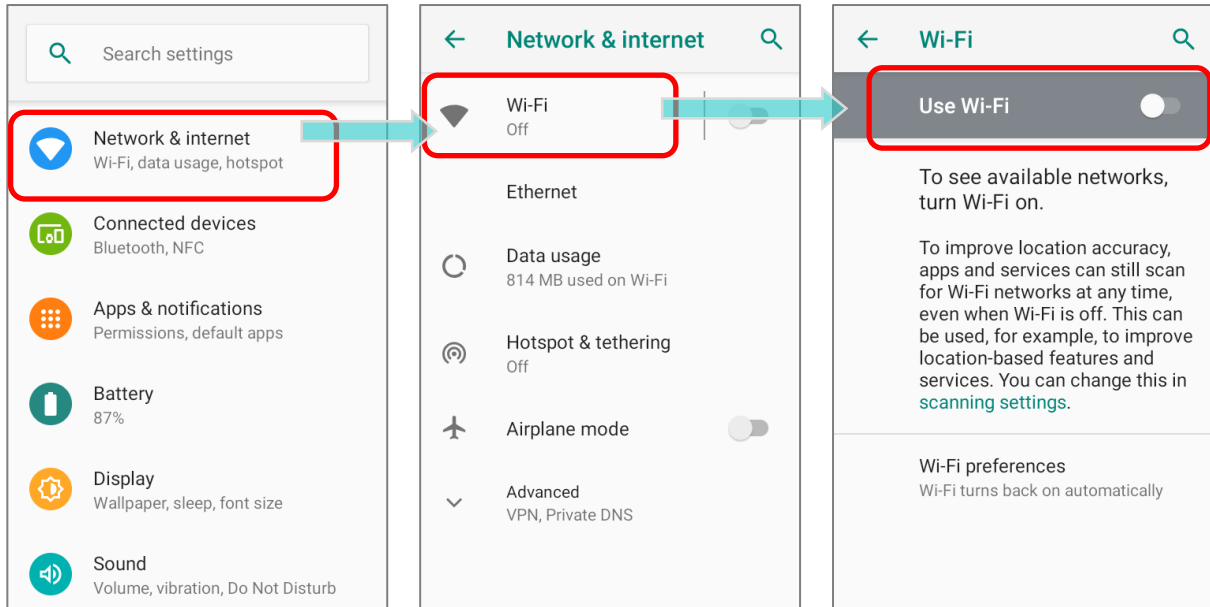 Search settings
Network & internet
Wi-Fi, data usage, hotspot
Connected devices
Bluetooth, NFC
Apps & notifications
Permissions, default apps
Battery
87%
Display
Wallpaper, sleep, font size
Sound
Volume, vibration, Do Not Disturb
Network & internet
Wi-Fi
Off
Ethernet
Data usage
814 MB used on Wi-Fi
Hotspot & tethering
Off
Airplane mode
Advanced
VPN, Private DNS
Wi-Fi
Use Wi-Fi
To see available networks,
turn Wi-Fi on.
To improve location accuracy,
apps and services can still scan
for Wi-Fi networks at any time,
even when Wi-Fi is off. This can
be used, for example, to improve
location-based features and
services. You can change this in
scanning settings.
Wi-Fi preferences
Wi-Fi turns back on automatically